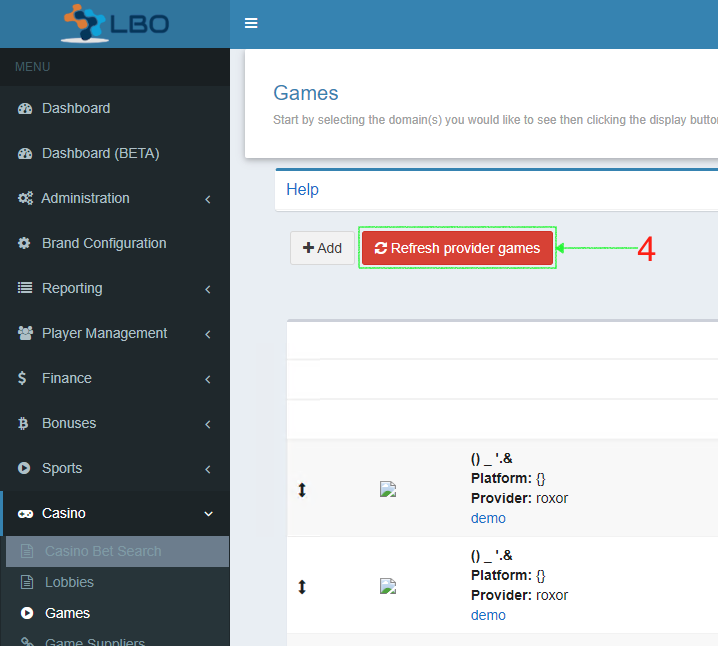 LBO
MENU
Dashboard
Dashboard (BETA)
Administration
Brand Configuration
Reporting
Player Management
Finance
Bonuses
Sports
Casino
Casino Bet Search
Lobbies
Games
Game Suppliers
Games
Start by selecting the domain(s) you would like to see then clicking the display button
Help
Add
Refresh provider games
4
() _ '.&
Platform: {}
Provider: roxor
demo
() _ '.&
Platform: {}
Provider: roxor
demo